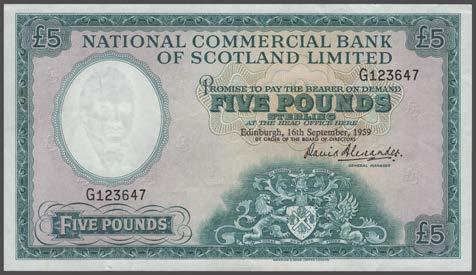 £5 £5
NATIONAL COMMERCIAL BANK
OF SCOTLAND LIMITED
G123647
PROMISE TO PAY THE BEARER ON DEMAND
FIVE POUNDS
STERLING
AT THE HEAD OFFICE HERE
Edinburgh, 16th September, 1959
BY ORDER OF THE BOARD OF DIRECTORS
David Alexander
GENERAL MANAGER
G123647
FIVE POUNDS
£5